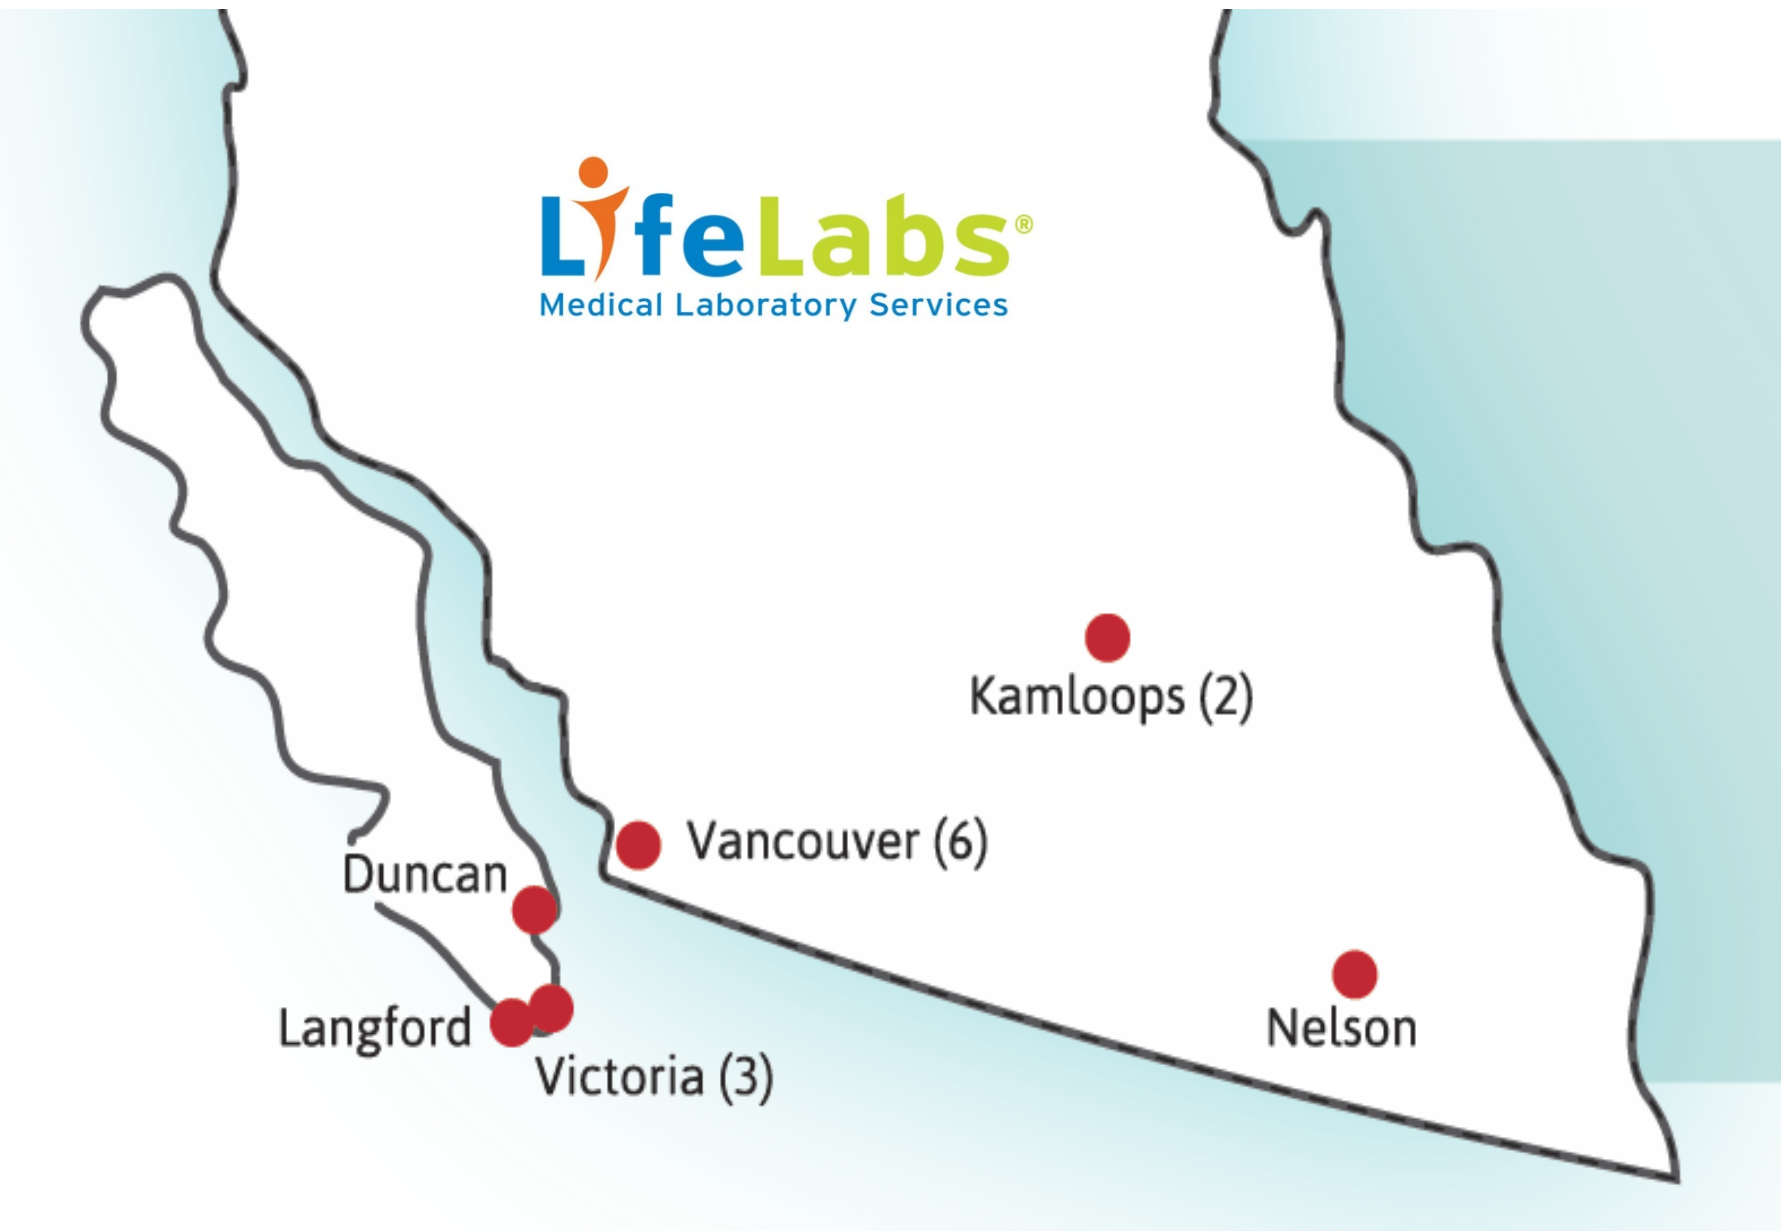 LifeLabs®
Medical Laboratory Services
Kamloops (2)
Vancouver (6)
Duncan
Nelson
Langford
Victoria (3)